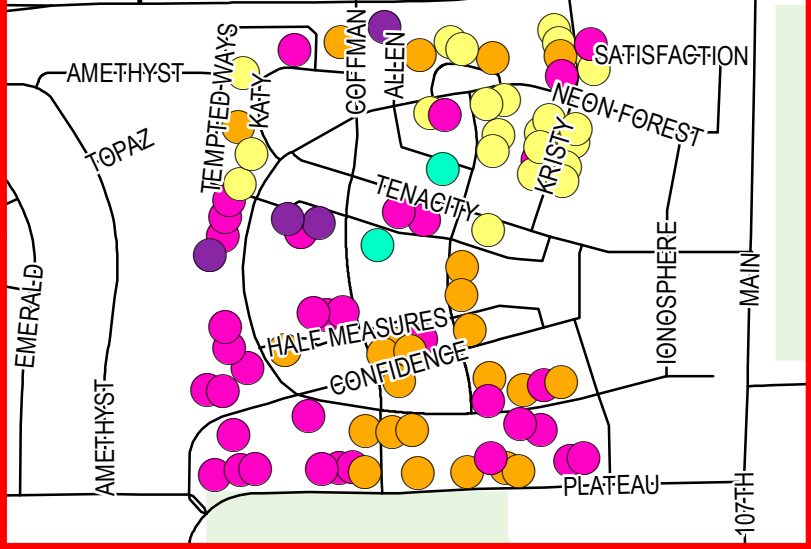 COFFMAN
ALLEN
SATISFACTION
AMETHYST
TEMPTED-WAYS
KATY
NEON-FOREST
TOPAZ
KRISTY
TENACITY
IONOSPHERE
MAIN
EMERALD
HALF MEASURES
CONFIDENCE
AMETHYST
PLATEAU
107TH